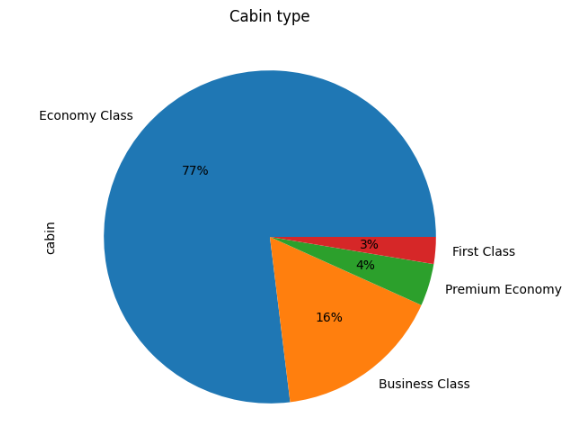 Cabin type
Economy Class
77%
cabin
3%
First Class
4%
Premium Economy
16%
Business Class